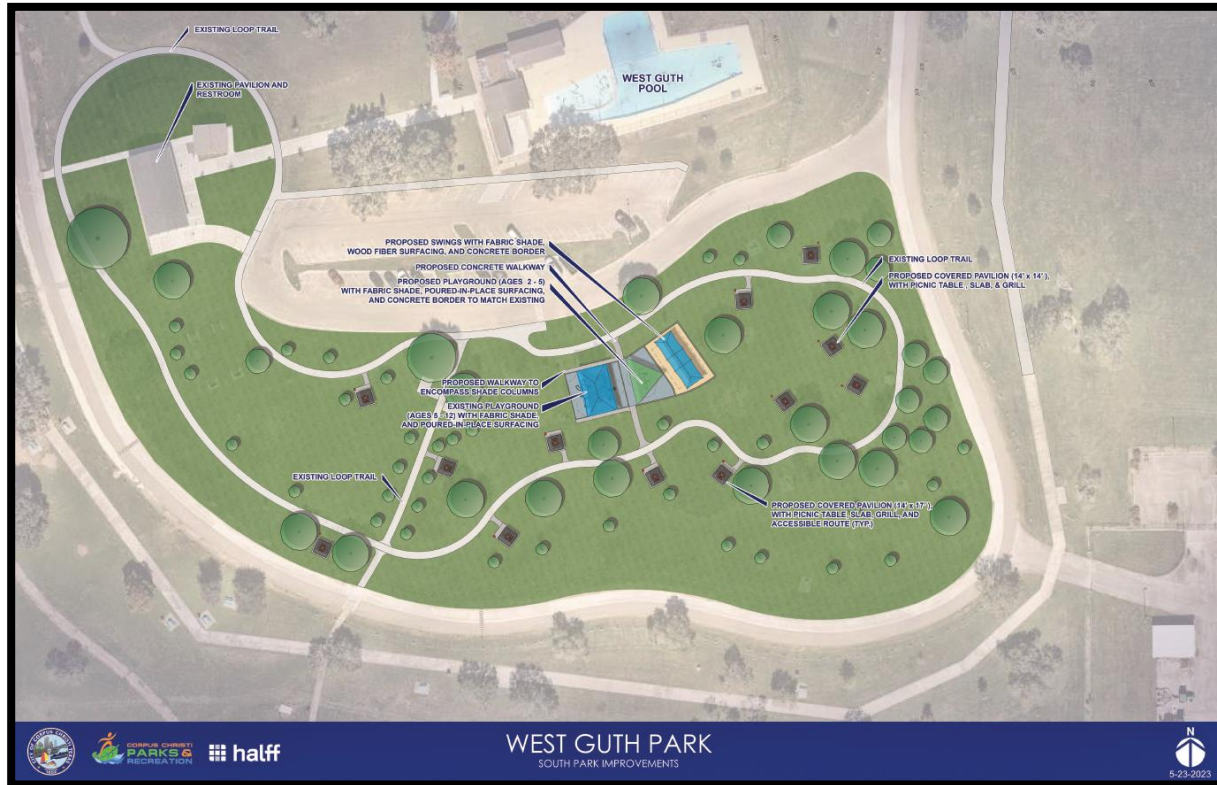 EXISTING LOOP TRAIL
EXISTING PAVILION AND
RESTROOM
WEST GUTH
POOL
PROPOSED SWINGS WITH FABRIC SHADE,
WOOD FIBER SURFACING, AND CONCRETE BORDER
PROPOSED CONCRETE WALKWAY
PROPOSED PLAYGROUND (AGES 2 - 5)
WITH FABRIC SHADE, POURED-IN-PLACE SURFACING,
AND CONCRETE BORDER TO MATCH EXISTING
EXISTING LOOP TRAIL
PROPOSED COVERED PAVILION (14' x 14'),
WITH PICNIC TABLE , SLAB, & GRILL
PROPOSED WALKWAY TO
ENCOMPASS SHADE COLUMNS
EXISTING PLAYGROUND
(AGES 5 - 12) WITH FABRIC SHADE,
AND POURED-IN-PLACE SURFACING
EXISTING LOOP TRAIL
PROPOSED COVERED PAVILION (14' x 17'),
WITH PICNIC TABLE, SLAB, GRILL, AND
ACCESSIBLE ROUTE (TYP.)
CORPUS CHRISTI
PARKS &
RECREATION
halff
WEST GUTH PARK
SOUTH PARK IMPROVEMENTS
N
5-23-2023